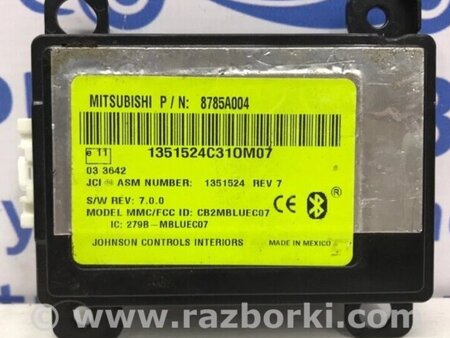 MITSUBISHI P / N: 8785A004
1351524C31OM07
e 11
03 3642
JCI ASM NUMBER: 1351524 REV 7
S/W REV: 7.0.0
MODEL MMC/FCC ID: CB2MBLUEC07
IC: 279B-MBLUEC07
CE ®
JOHNSON CONTROLS INTERIORS MADE IN MEXICO
www.razborki.com